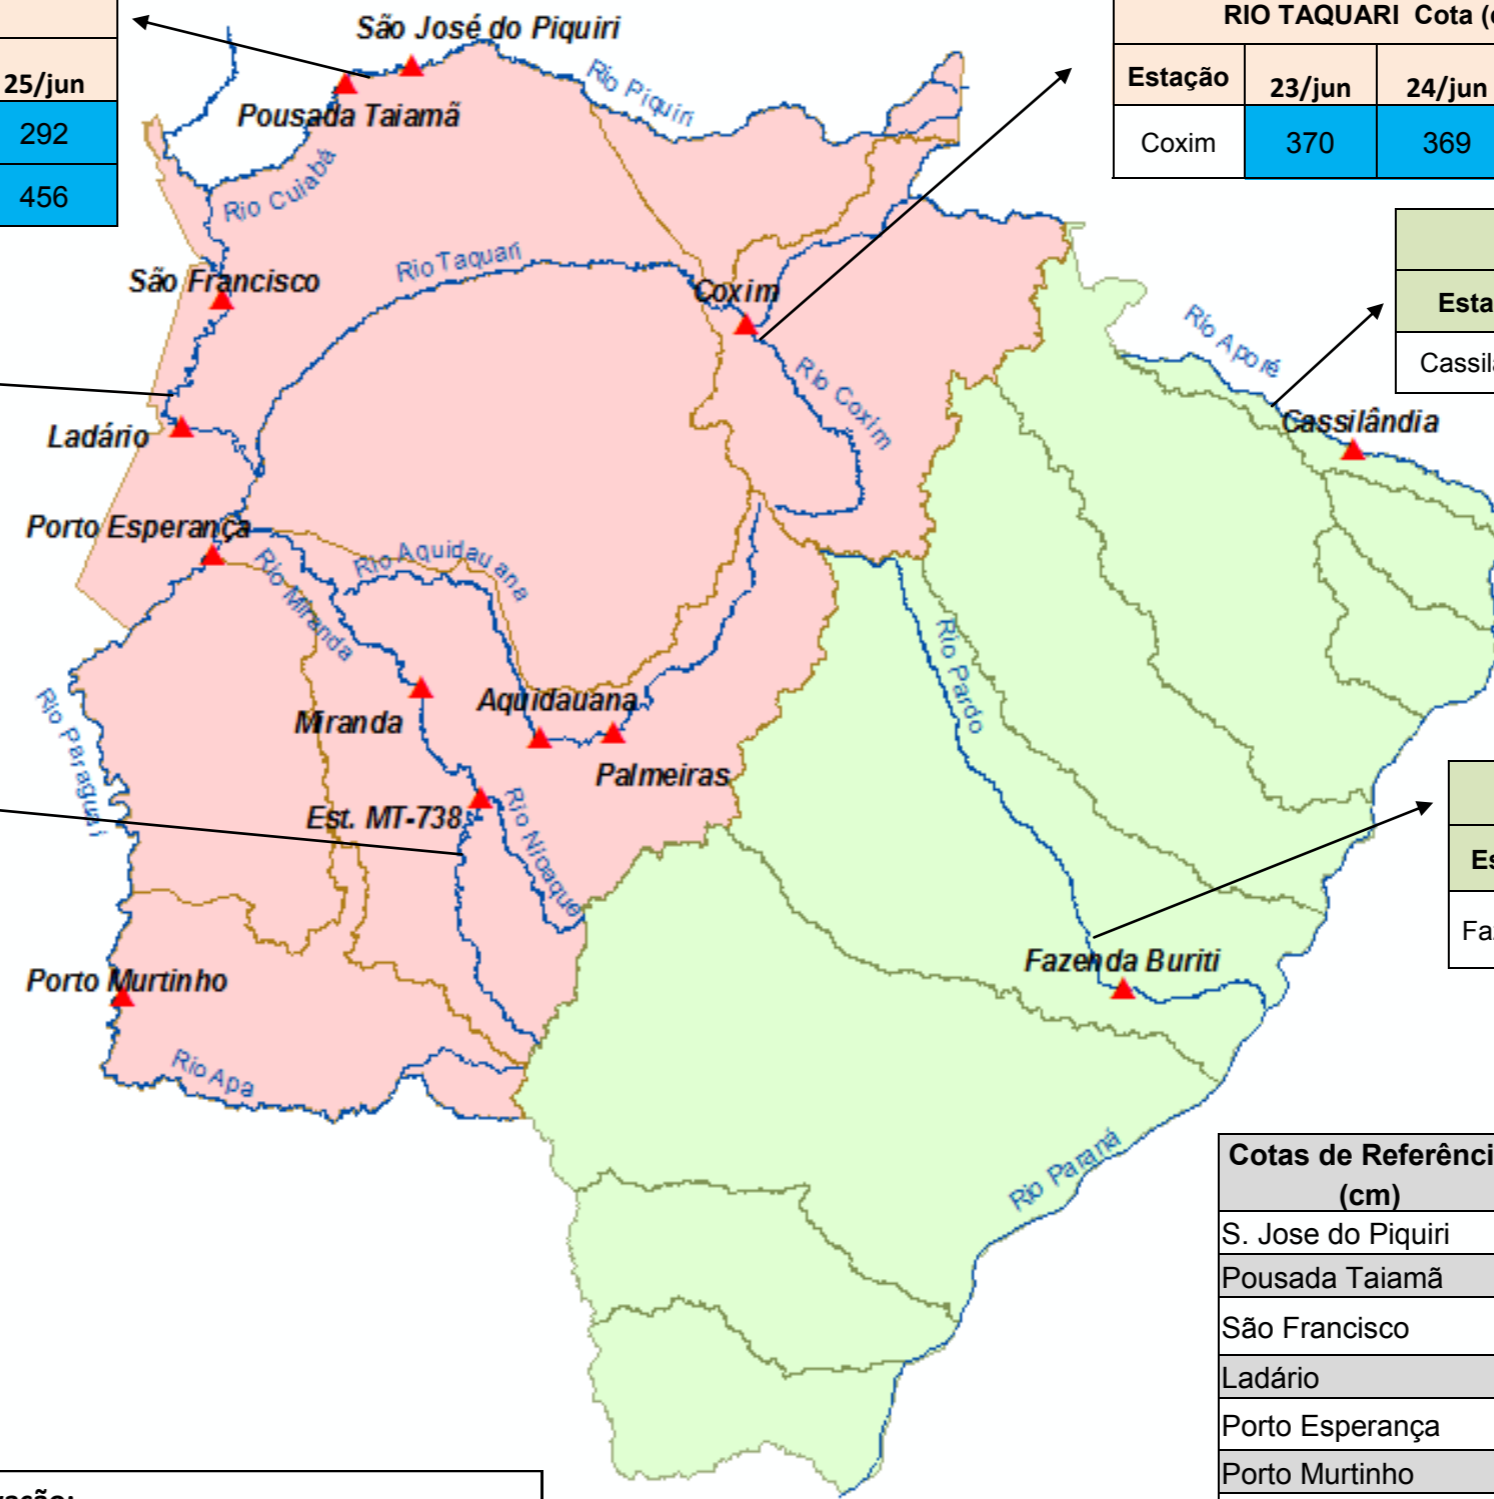 25/jun
292
456
São José do Piquiri
Pousada Taiamã
Rio Piquiri
RIO TAQUARI Cota (
Estação
23/jun
24/jun
Coxim
370
369
Rio Cuiabá
São Francisco
Rio Taquari
Coxim
Rio Coxim
Ladário
Rio Aporé
Cassilândia
Esta
Cassil
Porto Esperança
Rio Miranda
Rio Aquidauana
Rio Pardo
Rio Paraguai
Miranda
Aquidauana
Palmeiras
Est. MT-738
Rio Nioaque
Es
Fa
Fazenda Buriti
Porto Murtinho
Rio Apa
Rio Paraná
Cotas de Referênci
(cm)
S. Jose do Piquiri
Pousada Taiamã
São Francisco
Ladário
Porto Esperança
Porto Murtinho